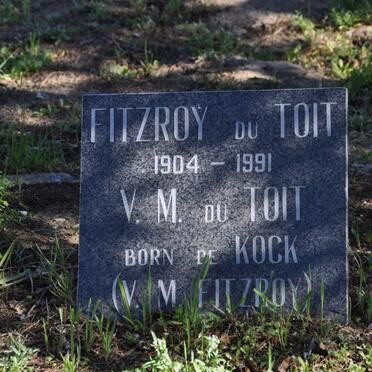 FITZROY DU TOIT
1904 – 1991
V. M. DU TOIT
BORN DE KOCK
(V. M. FITZROY)